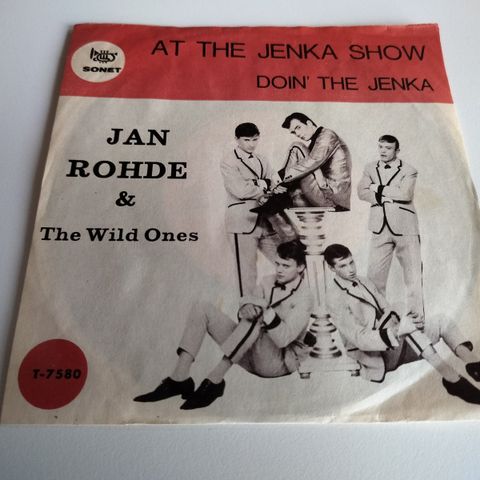 SONET
AT THE JENKA SHOW
DOIN' THE JENKA
JAN
ROHDE
&
The Wild Ones
T-7580